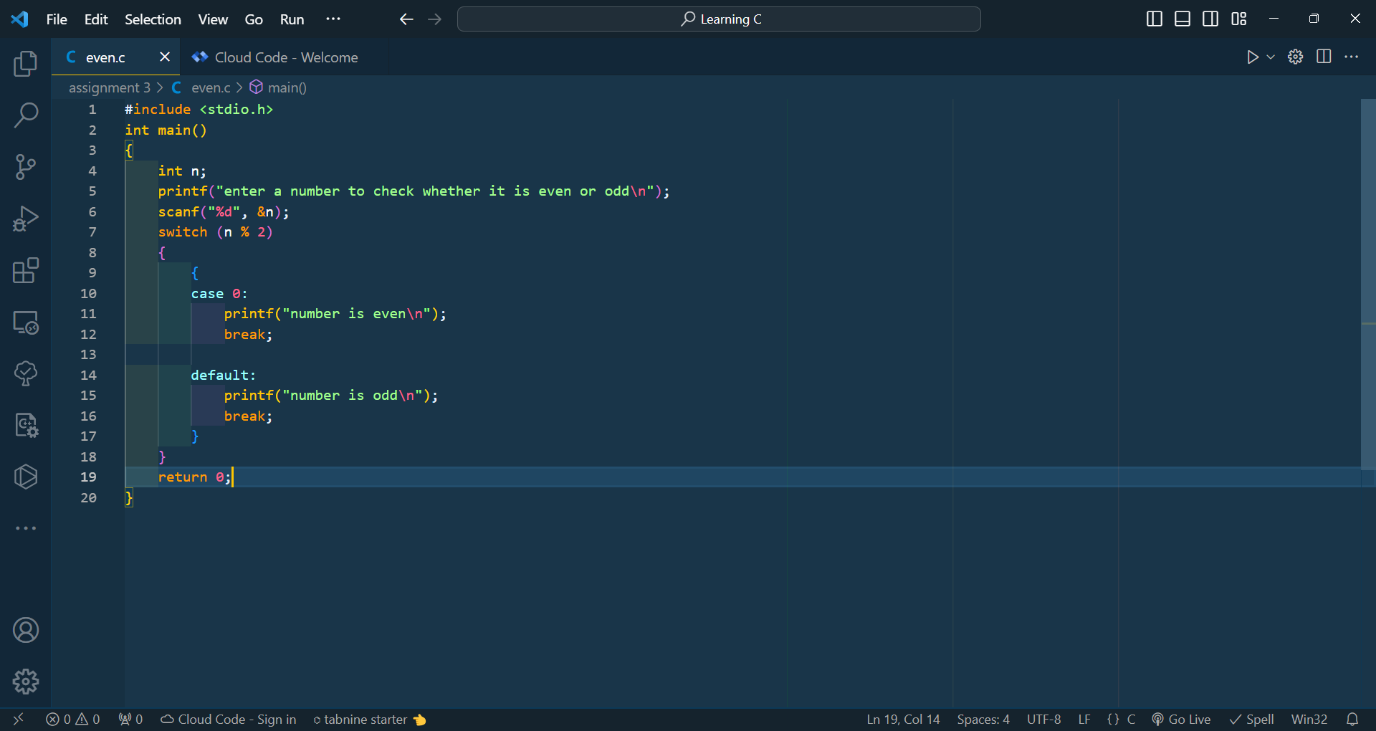 File Edit Selection View Go Run ··· Learning C
C even.c Cloud Code - Welcome
assignment 3 > C even.c > main()
1 #include <stdio.h>
2 int main()
3 {
4 int n;
5 printf("enter a number to check whether it is even or odd\n");
6 scanf("%d", &n);
7 switch (n % 2)
8 {
9 {
10 case 0:
11 printf("number is even\n");
12 break;
13
14 default:
15 printf("number is odd\n");
16 break;
17 }
18 }
19 return 0;
20 }
0 0 0 Cloud Code - Sign in tabnine starter Ln 19, Col 14 Spaces: 4 UTF-8 LF {} C Go Live Spell Win32